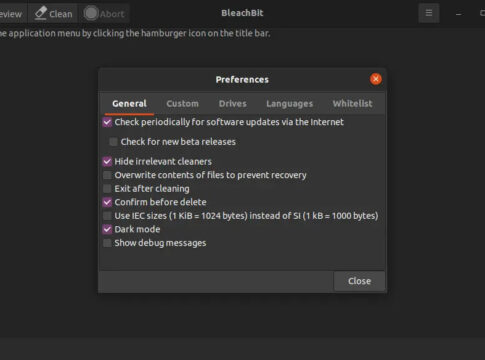 eview Clean Abort BleachBit
e application menu by clicking the hamburger icon on the title bar.
Preferences
General Custom Drives Languages Whitelist
Check periodically for software updates via the Internet
Check for new beta releases
Hide irrelevant cleaners
Overwrite contents of files to prevent recovery
Exit after cleaning
Confirm before delete
Use IEC sizes (1 KiB = 1024 bytes) instead of SI (1 kB = 1000 bytes)
Dark mode
Show debug messages
Close